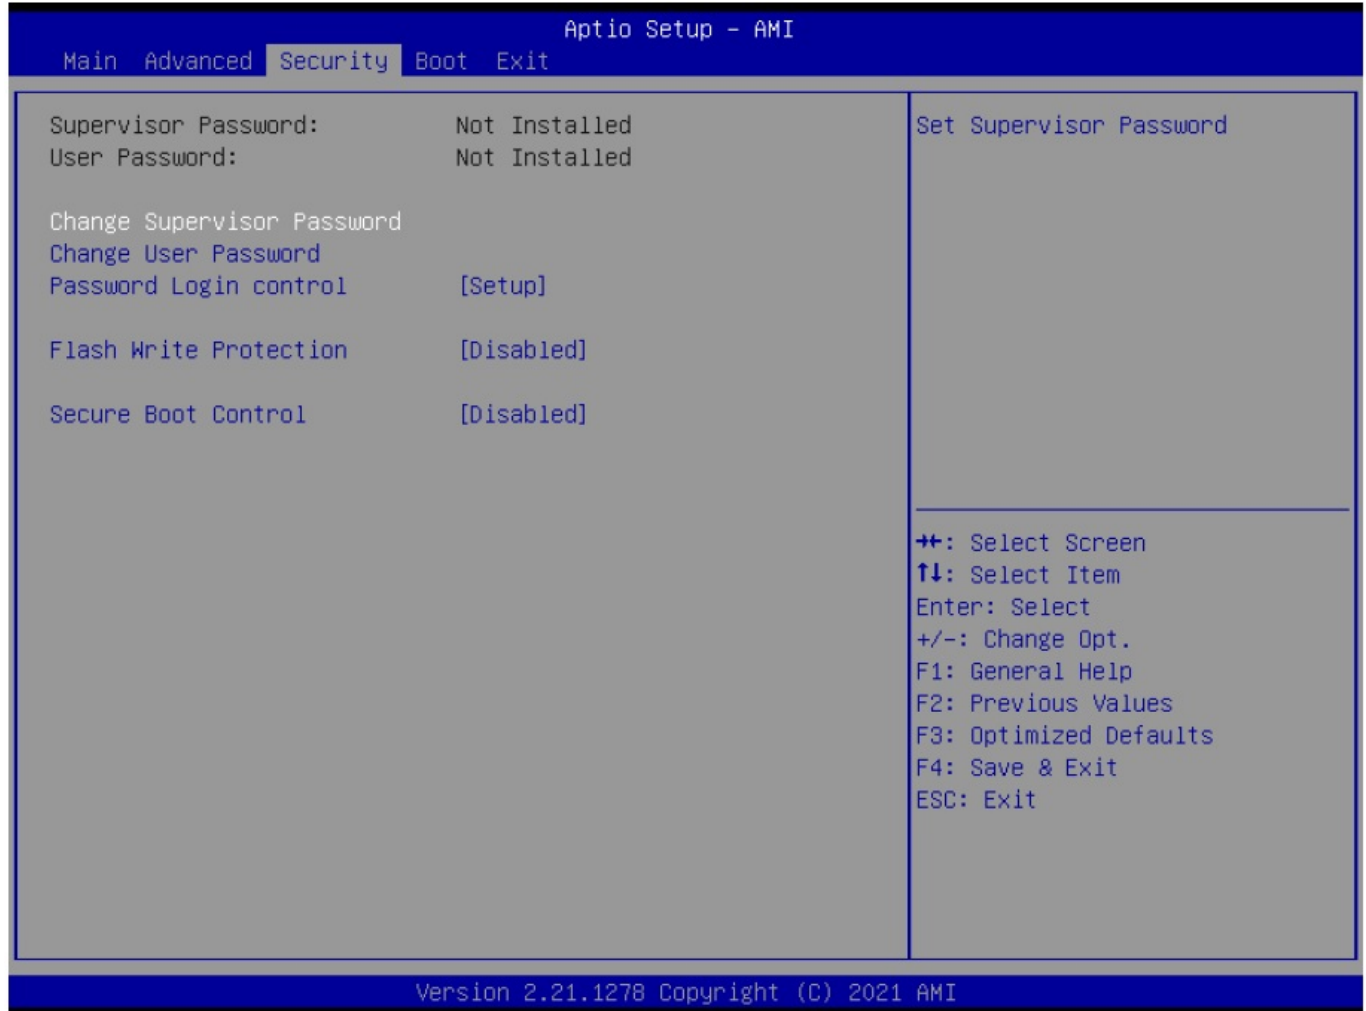 Aptio Setup – AMI
Main Advanced Security Boot Exit
Supervisor Password: Not Installed
User Password: Not Installed
Change Supervisor Password
Change User Password
Password Login control [Setup]
Flash Write Protection [Disabled]
Secure Boot Control [Disabled]
Set Supervisor Password
→←: Select Screen
↑↓: Select Item
Enter: Select
+/-: Change Opt.
F1: General Help
F2: Previous Values
F3: Optimized Defaults
F4: Save & Exit
ESC: Exit
Version 2.21.1278 Copyright (C) 2021 AMI